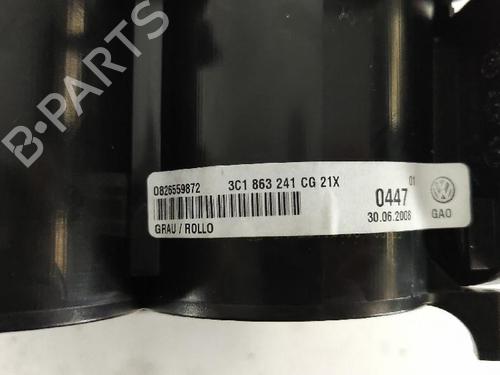 B-PARTS
0826559872 3C1 863 241 CG 21X
01
0447
30.06.2008
GRAU / ROLLO
GAO